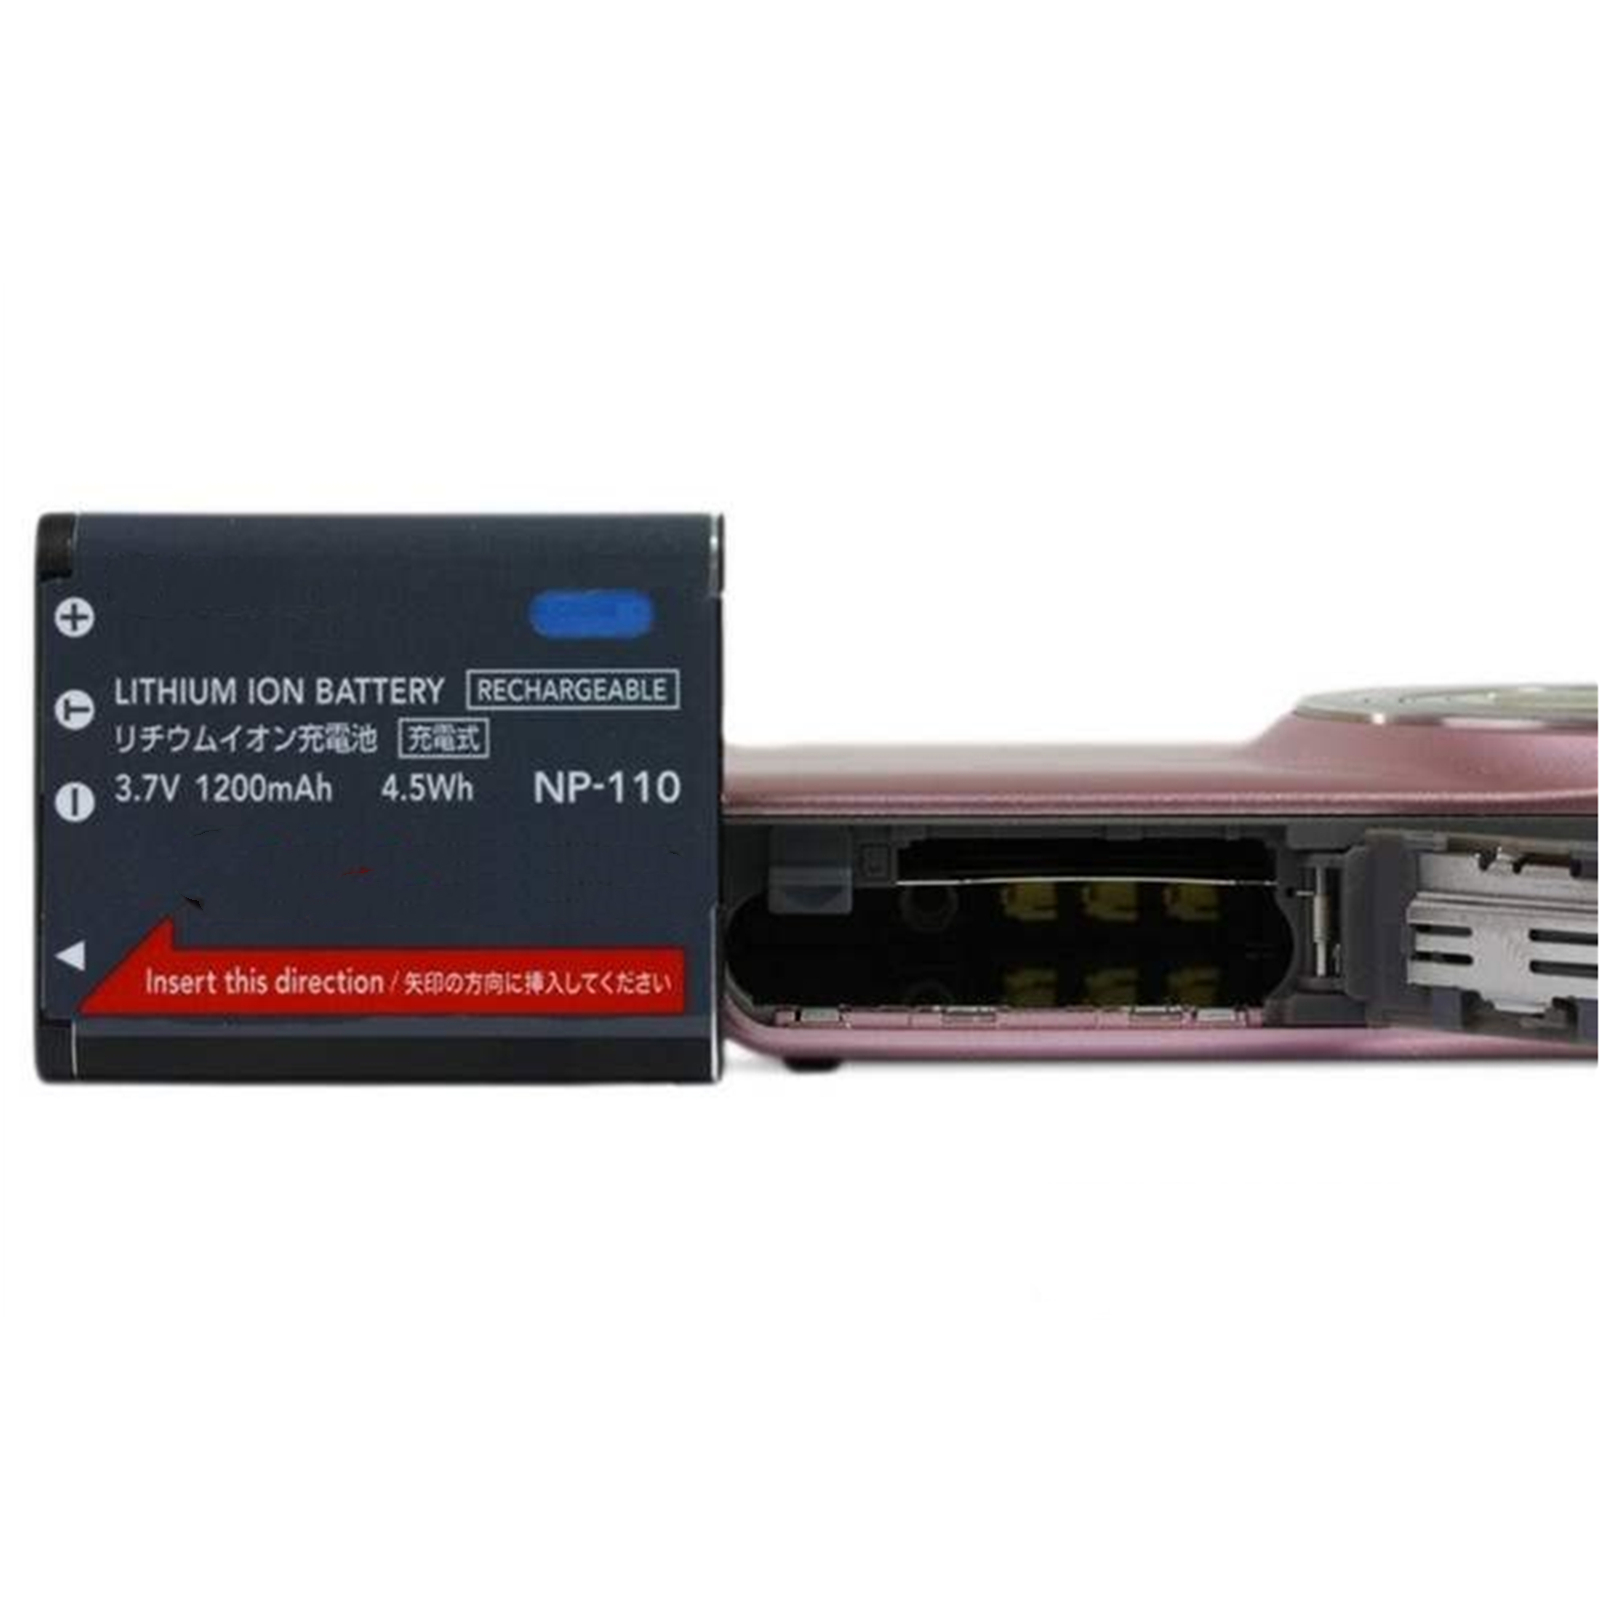 LITHIUM ION BATTERY RECHARGEABLE
リチウムイオン充電池 充電式
3.7V 1200mAh 4.5Wh NP-110
Insert this direction / 矢印の方向に挿入してください